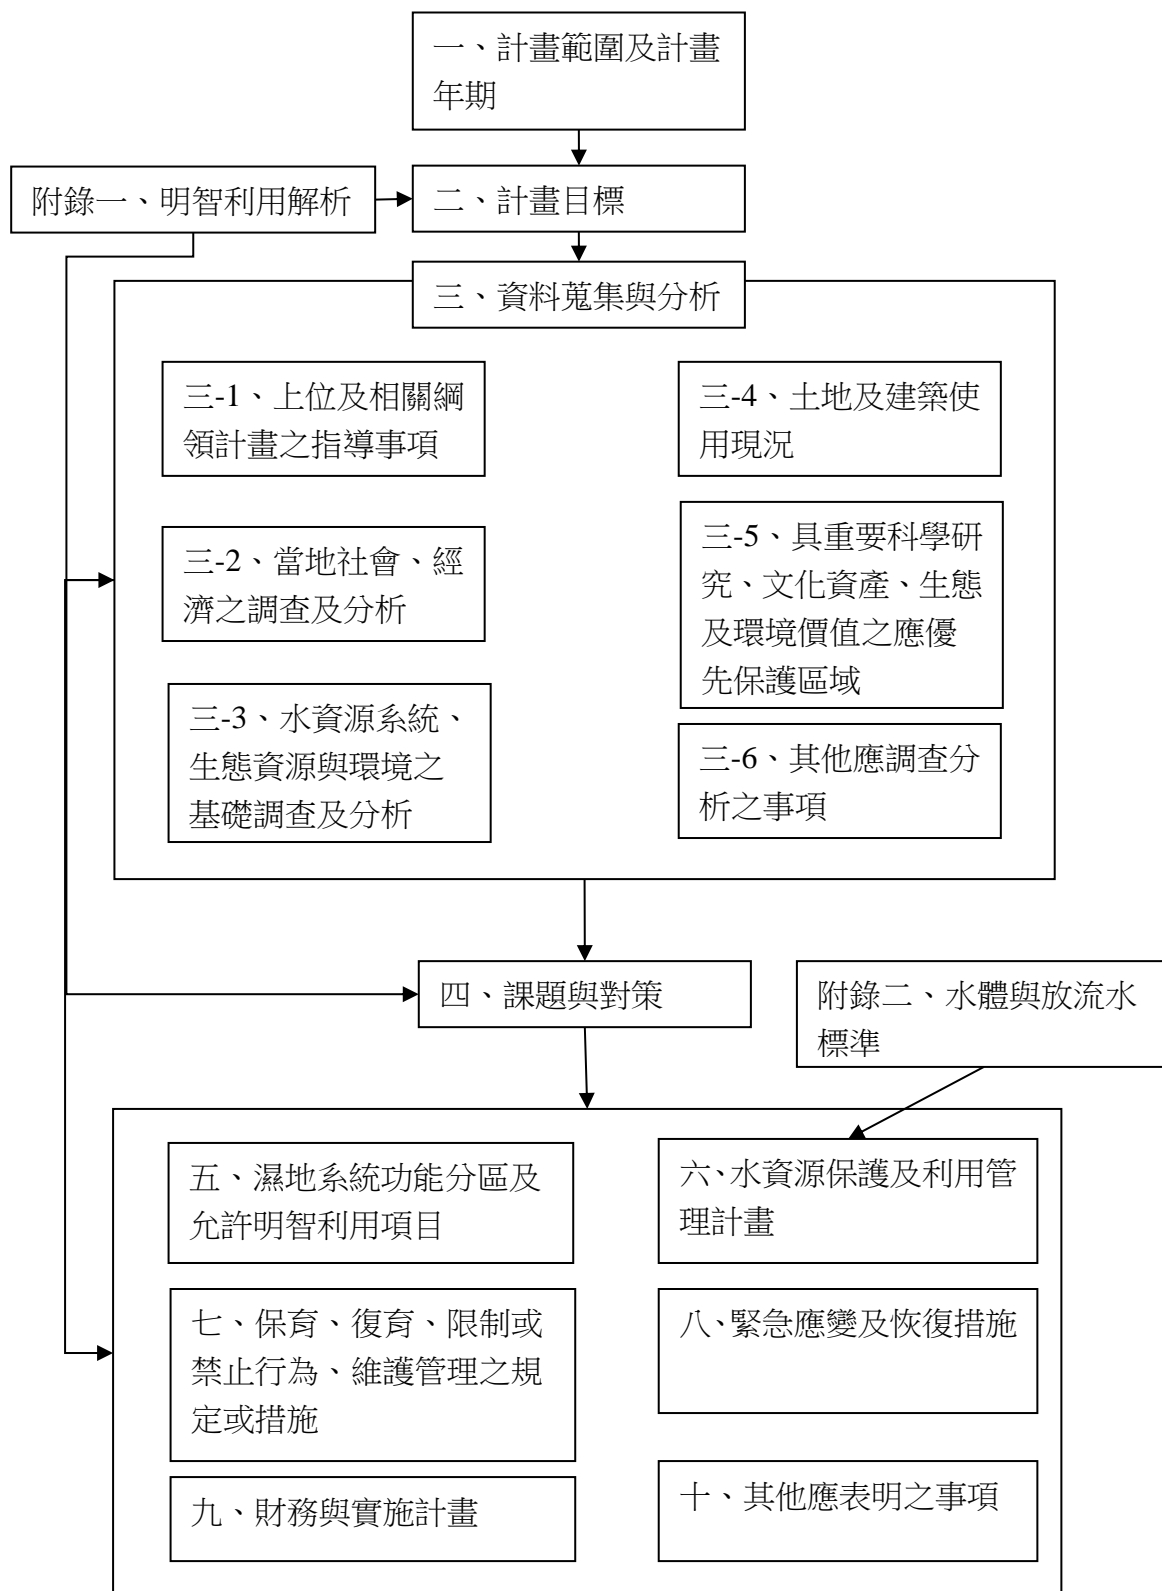 一、計畫範圍及計畫
年期
附錄一、明智利用解析
二、計畫目標
三、資料蒐集與分析
三-1、上位及相關綱
領計畫之指導事項
三-4、土地及建築使
用現況
三-2、當地社會、經
濟之調查及分析
三-5、具重要科學研
究、文化資產、生態
及環境價值之應優
先保護區域
三-3、水資源系統、
生態資源與環境之
基礎調查及分析
三-6、其他應調查分
析之事項
四、課題與對策
附錄二、水體與放流水
標準
五、濕地系統功能分區及
允許明智利用項目
六、水資源保護及利用管
理計畫
七、保育、復育、限制或
禁止行為、維護管理之規
定或措施
八、緊急應變及恢復措施
九、財務與實施計畫
十、其他應表明之事項